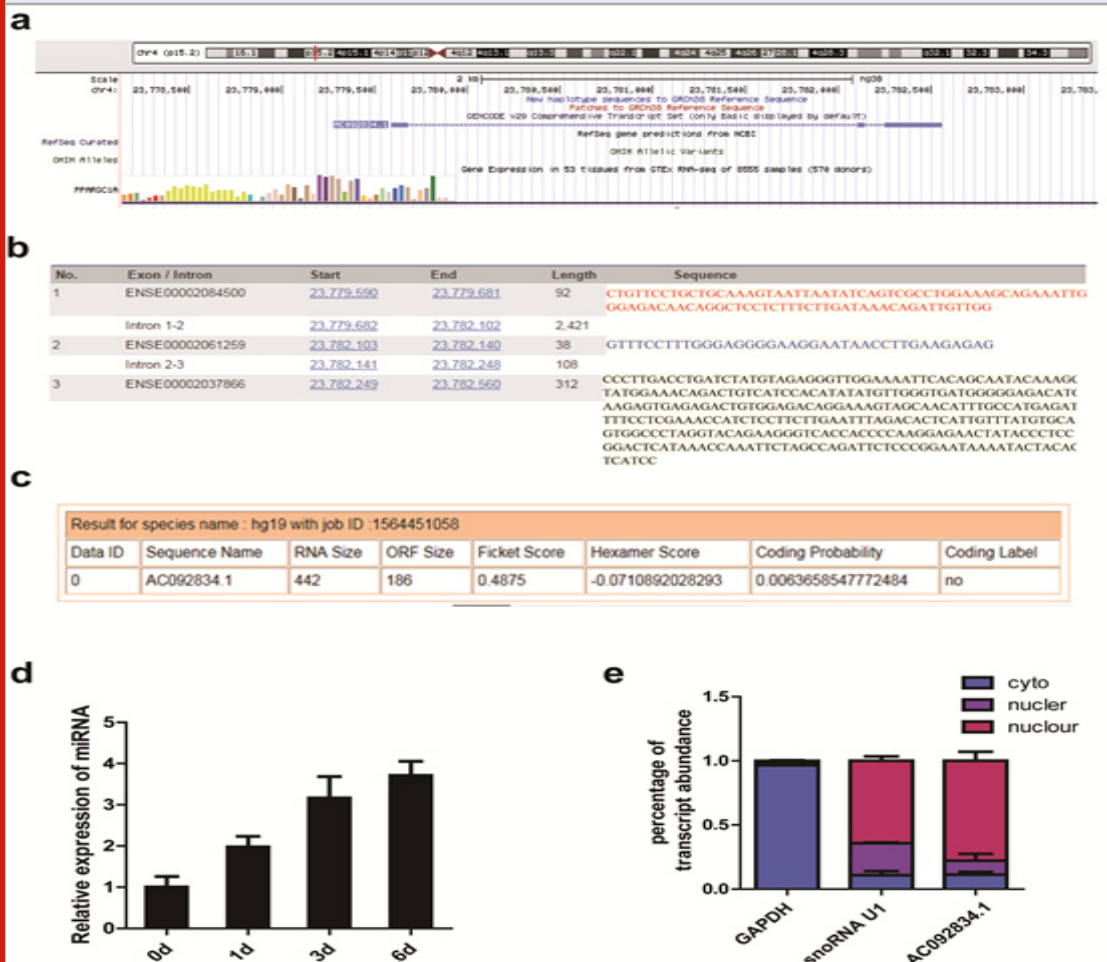 a
chr4 (p15.2)
Scale
2 kb
hg38
chr4:
23,778,500
23,779,000
23,779,500
23,780,000
23,780,500
23,781,000
23,781,500
23,782,000
23,782,500
23,783,000
New haplotype sequences to GRCh38 Reference Sequence
Patches to GRCh38 Reference Sequence
GENCODE v29 Comprehensive Transcript Set (only Basic displayed by default)
AC092834.1
RefSeq gene predictions from NCBI
RefSeq Curated
OMIM Allelic Variants
OMIM Alleles
Gene Expression in 53 tissues from GTEx RNA-seq of 8555 samples (570 donors)
PPARGC1A
b
No. Exon / Intron Start End Length Sequence
1 ENSE00002084500 23,779,590 23,779,681 92 CTGTTCCTGCTGCAAAGTAATTAATATCAGTCGCCTGGAAAGCAGAAATTG
GGAGACAACAGGCTCCTCTTTCTTGATAAACAGATTGTTGG
Intron 1-2 23,779,682 23,782,102 2,421
2 ENSE00002061259 23,782,103 23,782,140 38 GTTTCCTTTGGGAGGGGAAGGAATAACCTTGAAGAGAG
Intron 2-3 23,782,141 23,782,248 108
3 ENSE00002037866 23,782,249 23,782,560 312 CCCTTGACCTGATCTATGTAGAGGGTTGGAAAATTCACAGCAATACAAAGC
TATGGAAACAGACTGTCATCCACATATATGTTGGGTGATGGGGGAGACATC
AAGAGTGAGAGACTGTGGAGACAGGAAAGTAGCAACATTTGCCATGAGAT
TTTCCTCGAAACCATCTCCTTCTTGAATTTAGACACTCATTGTTTATGTGCA
GTGGCCCTAGGTACAGAAGGGTCACCACCCCAAGGAGAACTATACCCTCC
GGACTCATAAACCAAATTCTAGCCAGATTCTCCCGGAATAAAATACTACAC
TCATCC
c
Result for species name : hg19 with job ID :1564451058
Data ID Sequence Name RNA Size ORF Size Ficket Score Hexamer Score Coding Probability Coding Label
0 AC092834.1 442 186 0.4875 -0.0710892028293 0.0063658547772484 no
d
Relative expression of miRNA
5
4
3
2
1
0
0d
1d
3d
6d
e
cyto
nucler
nuclour
percentage of
transcript abundance
1.5
1.0
0.5
0.0
GAPDH
snoRNA U1
AC092834.1